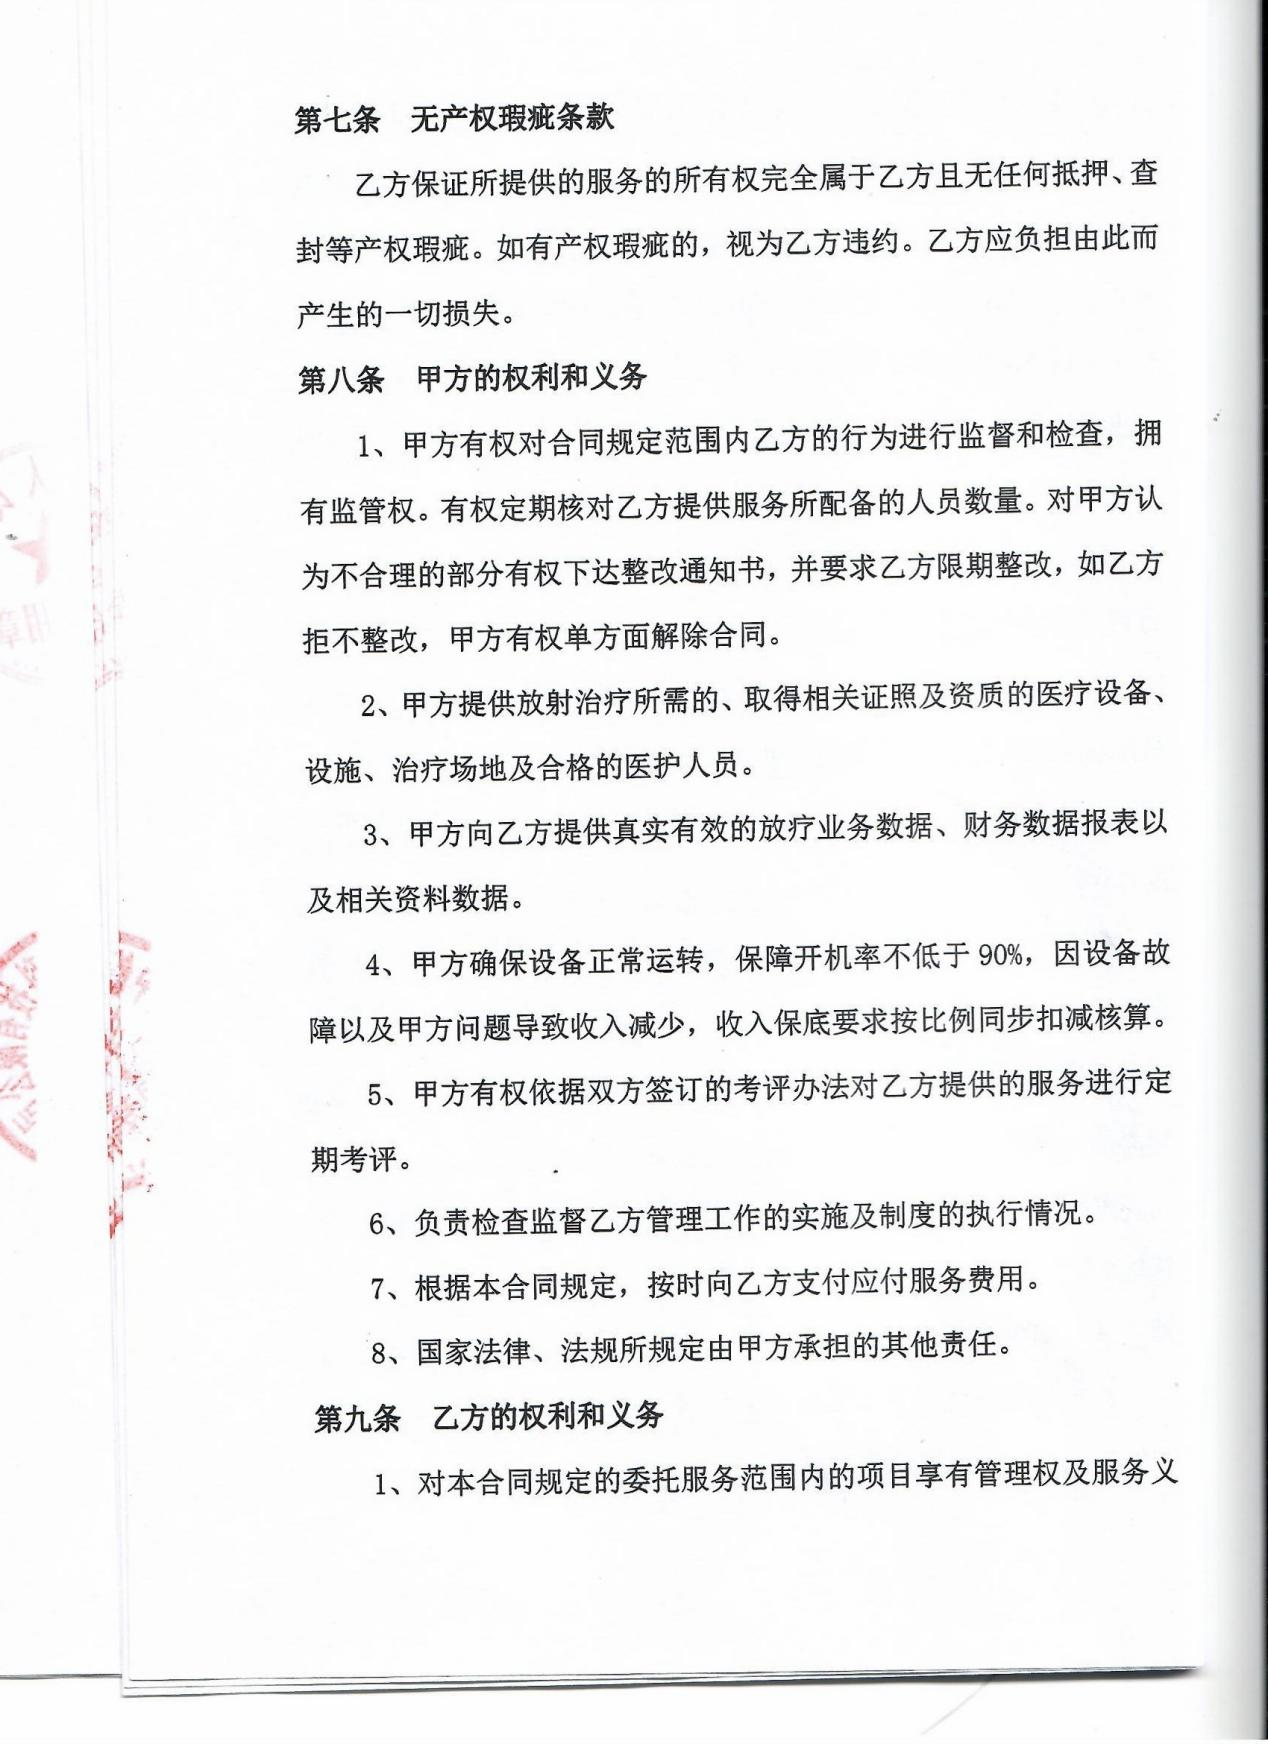 第七条 无产权瑕疵条款
乙方保证所提供的服务的所有权完全属于乙方且无任何抵押、查
封等产权瑕疵。如有产权瑕疵的，视为乙方违约。乙方应负担由此而
产生的一切损失。
第八条 甲方的权利和义务
1、甲方有权对合同规定范围内乙方的行为进行监督和检查，拥
有监管权。有权定期核对乙方提供服务所配备的人员数量。对甲方认
为不合理的部分有权下达整改通知书，并要求乙方限期整改，如乙方
拒不整改，甲方有权单方面解除合同。
2、甲方提供放射治疗所需的、取得相关证照及资质的医疗设备、
设施、治疗场地及合格的医护人员。
3、甲方向乙方提供真实有效的放疗业务数据、财务数据报表以
及相关资料数据。
4、甲方确保设备正常运转，保障开机率不低于 90%，因设备故
障以及甲方问题导致收入减少，收入保底要求按比例同步扣减核算。
5、甲方有权依据双方签订的考评办法对乙方提供的服务进行定
期考评。
6、负责检查监督乙方管理工作的实施及制度的执行情况。
7、根据本合同规定，按时向乙方支付应付服务费用。
8、国家法律、法规所规定由甲方承担的其他责任。
第九条 乙方的权利和义务
1、对本合同规定的委托服务范围内的项目享有管理权及服务义